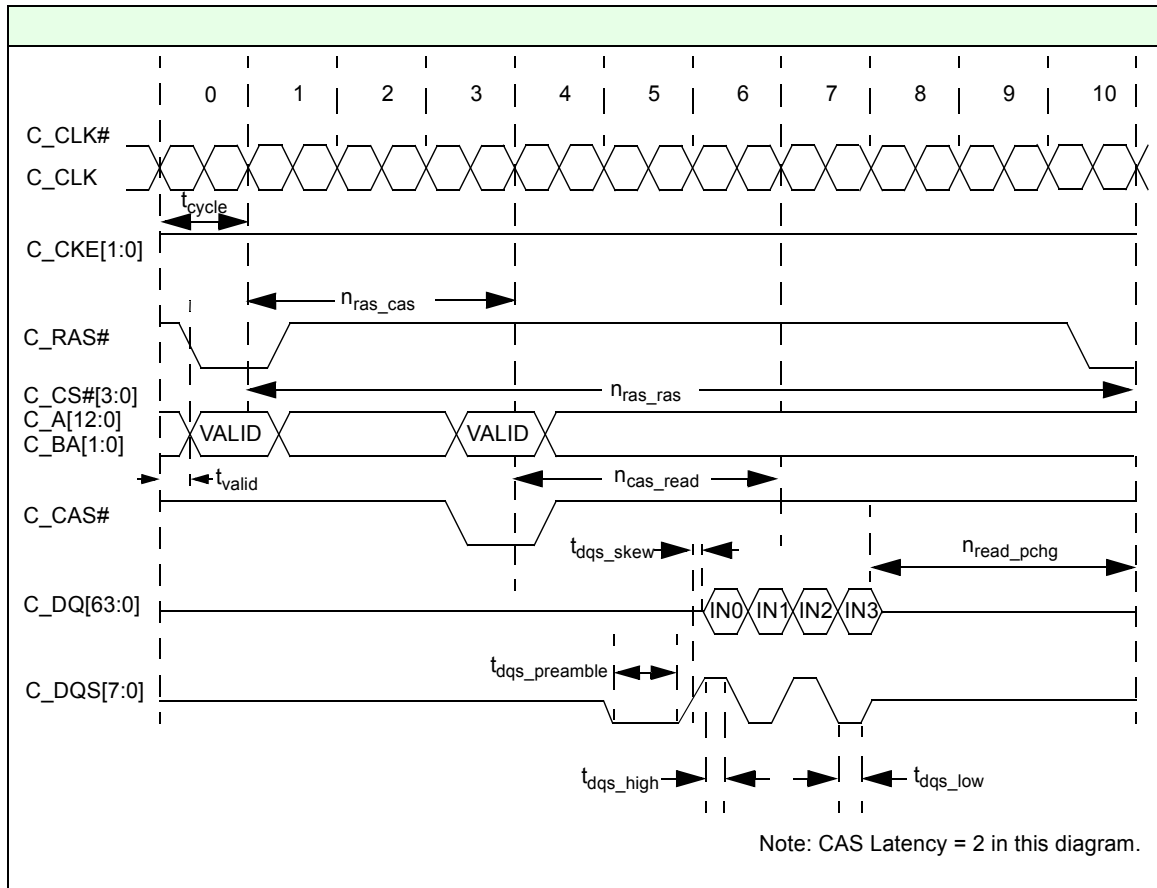 0 1 2 3 4 5 6 7 8 9 10
C_CLK#
C_CLK
tcycle
C_CKE[1:0]
nras_cas
C_RAS#
C_CS#[3:0]
nras_ras
C_A[12:0]
C_BA[1:0]
VALID VALID
tvalid
ncas_read
C_CAS#
tdqs_skew
nread_pchg
C_DQ[63:0]
IN0 IN1 IN2 IN3
tdqs_preamble
C_DQS[7:0]
tdqs_high
tdqs_low
Note: CAS Latency = 2 in this diagram.